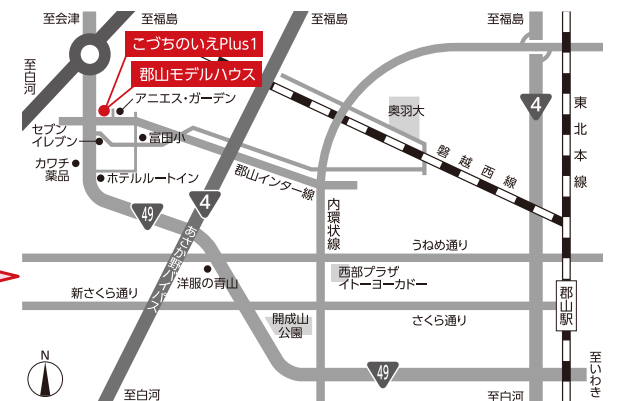 至会津
至福島
至福島
至福島
こづちのいえPlus1
郡山モデルハウス
至白河
アニエス・ガーデン
奥羽大
4
東北本線
セブン
イレブン
富田小
カワチ
薬品
ホテルルートイン
郡山インター線
磐越西線
49
4
内環状線
あさか野バイパス
うねめ通り
洋服の青山
西部プラザ
イトーヨーカドー
新さくら通り
開成山
公園
さくら通り
郡山駅
N
49
至いわき
至白河
至白河